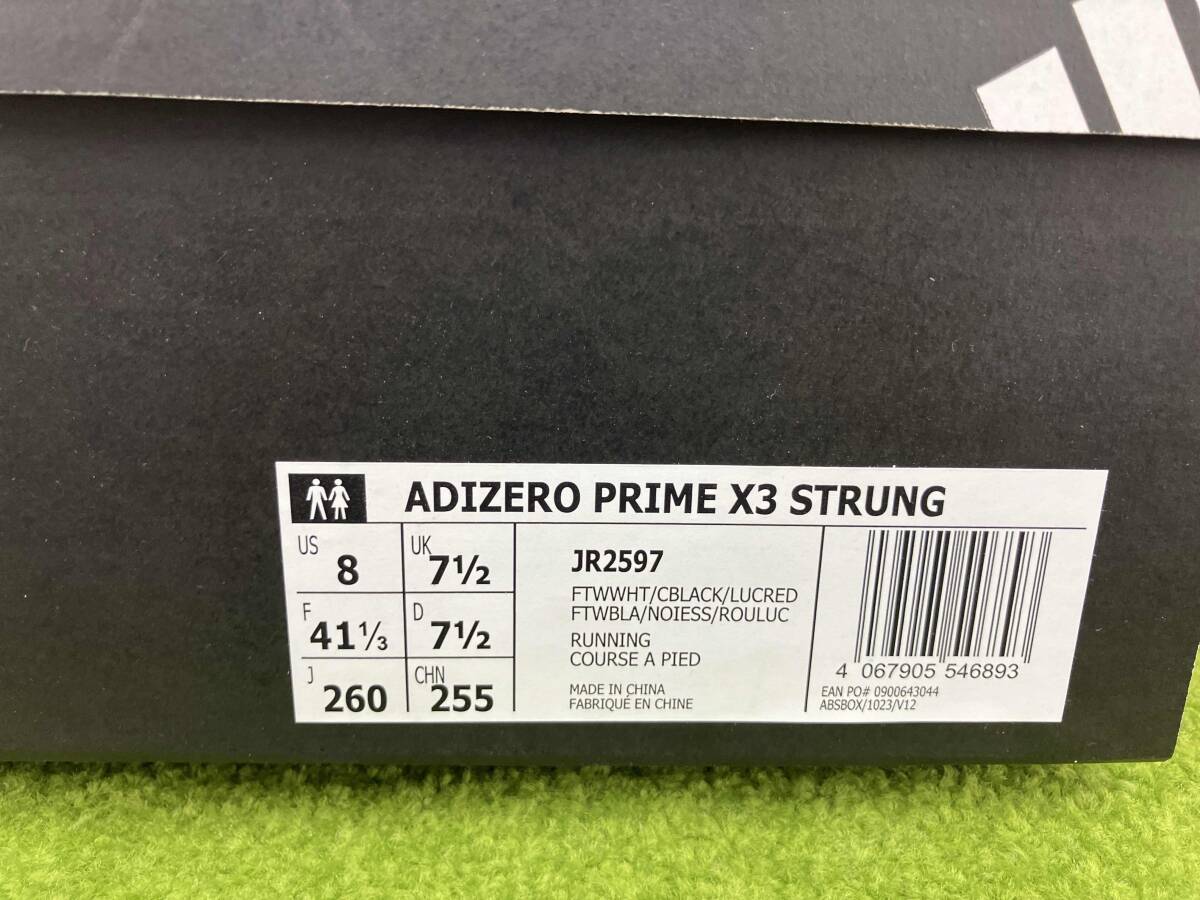 ADIZERO PRIME X3 STRUNG
US 8 UK 7½
F 41⅓ D 7½
J 260 CHN 255
JR2597
FTWWHT/CBLACK/LUCRED
FTWBLA/NOIESS/ROULUC
RUNNING
COURSE A PIED
MADE IN CHINA
FABRIQUÉ EN CHINE
4 067905 546893
EAN PO# 0900643044
ABSBOX/1023/V12